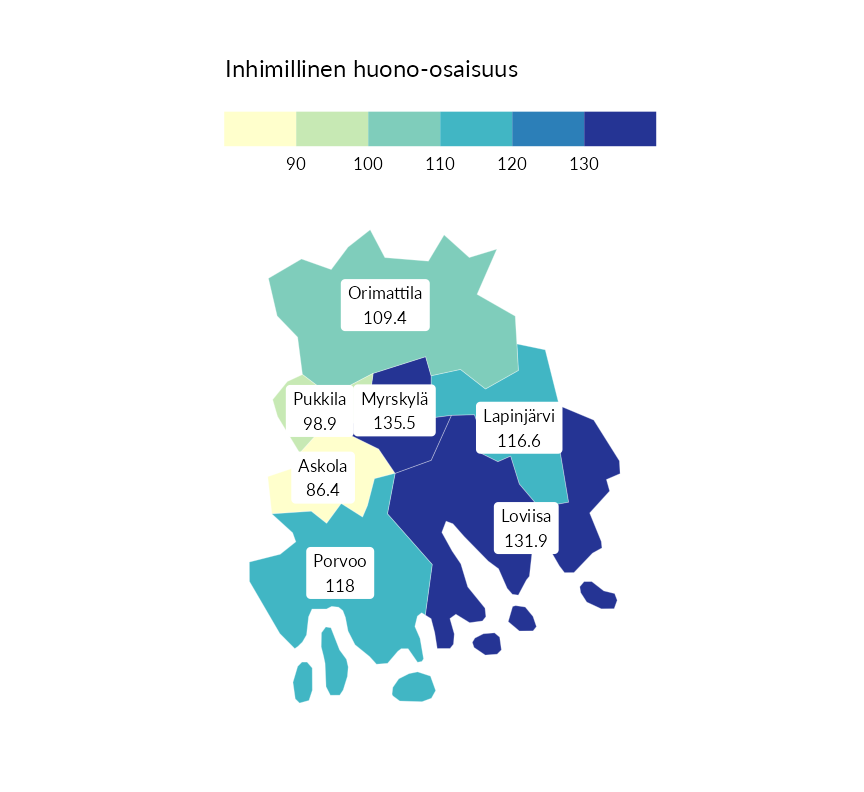 Inhimillinen huono-osaisuus
90 100 110 120 130
Orimattila
109.4
Pukkila
98.9
Myrskylä
135.5
Lapinjärvi
116.6
Askola
86.4
Loviisa
131.9
Porvoo
118